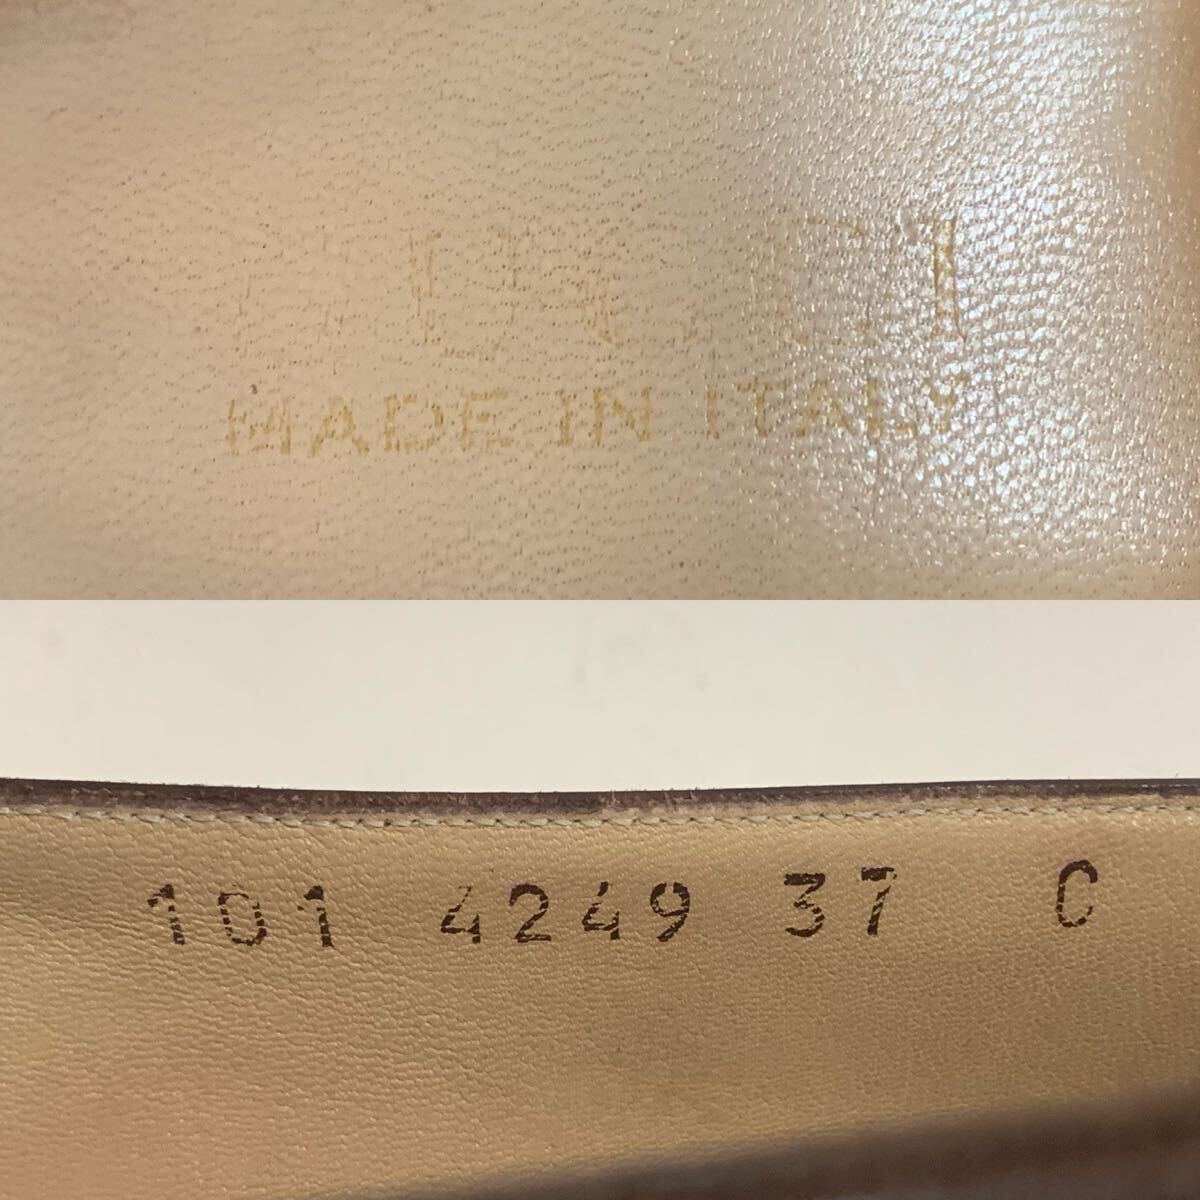 MADE IN ITALY
101 4249 37 C